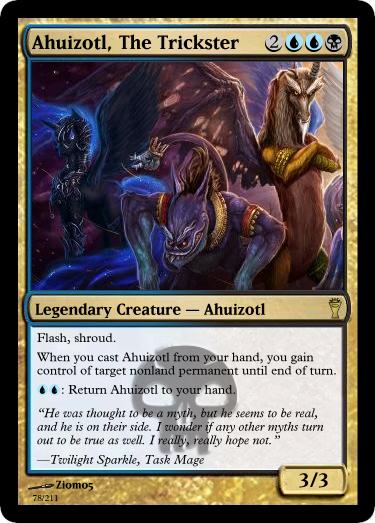 Ahuizotl, The Trickster 2
Legendary Creature — Ahuizotl
Flash, shroud.
When you cast Ahuizotl from your hand, you gain
control of target nonland permanent until end of turn.
: Return Ahuizotl to your hand.
“He was thought to be a myth, but he seems to be real,
and he is on their side. I wonder if any other myths turn
out to be true as well. I really, really hope not.”
—Twilight Sparkle, Task Mage
3/3
Ziomo5
78/211